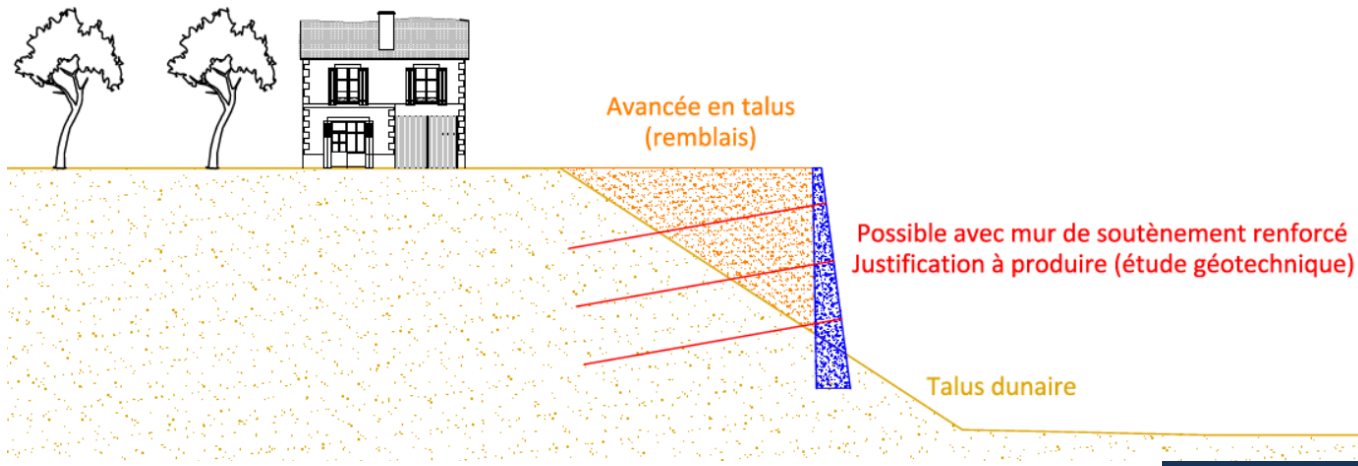 Avancée en talus
(remblais)
Possible avec mur de soutènement renforcé
Justification à produire (étude géotechnique)
Talus dunaire